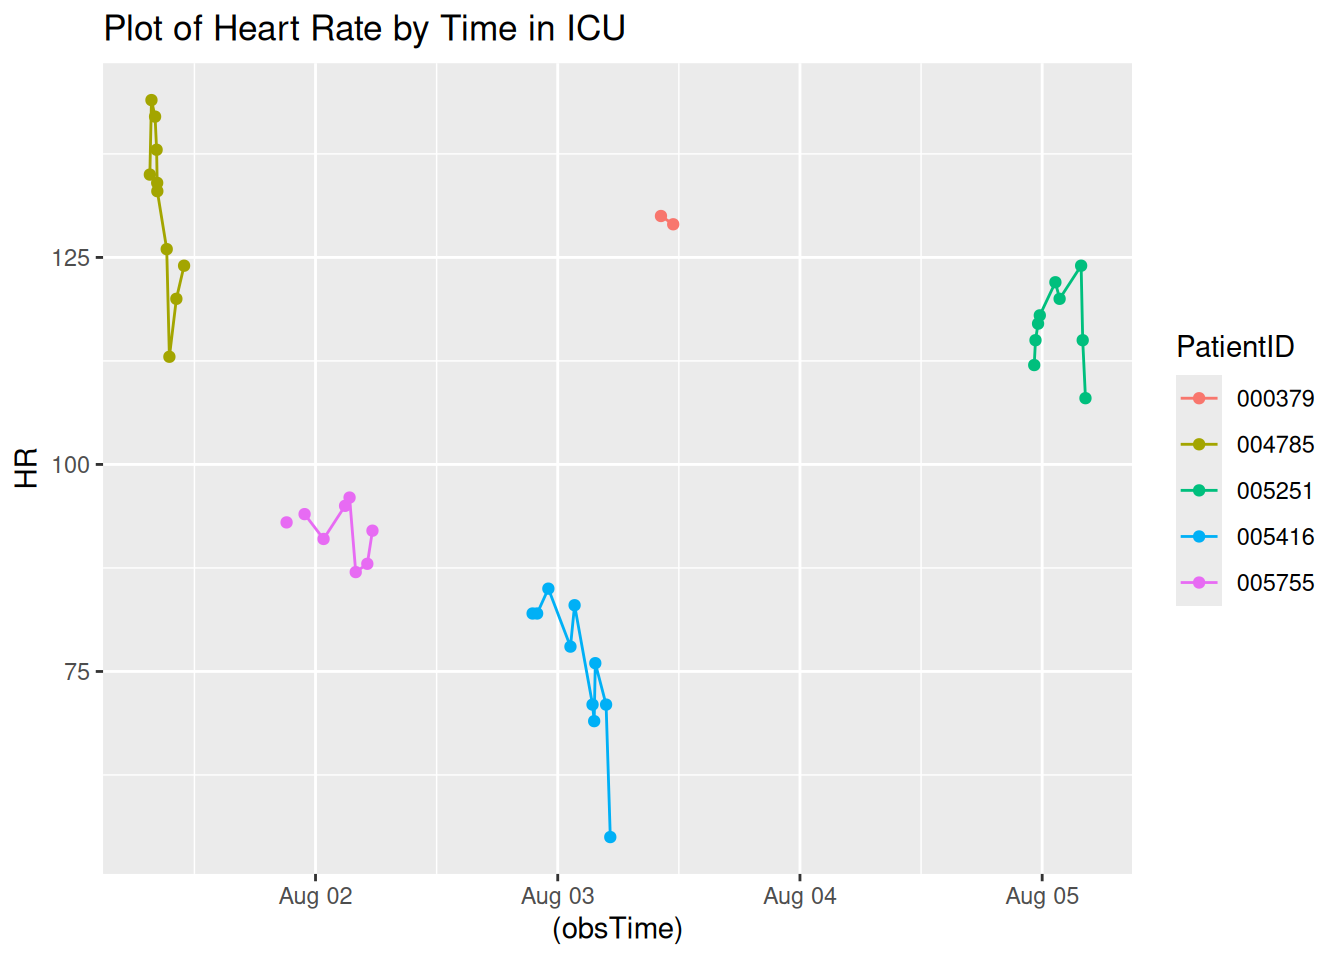 Plot of Heart Rate by Time in ICU
125
100
75
HR
Aug 02
Aug 03
Aug 04
Aug 05
(obsTime)
PatientID
000379
004785
005251
005416
005755